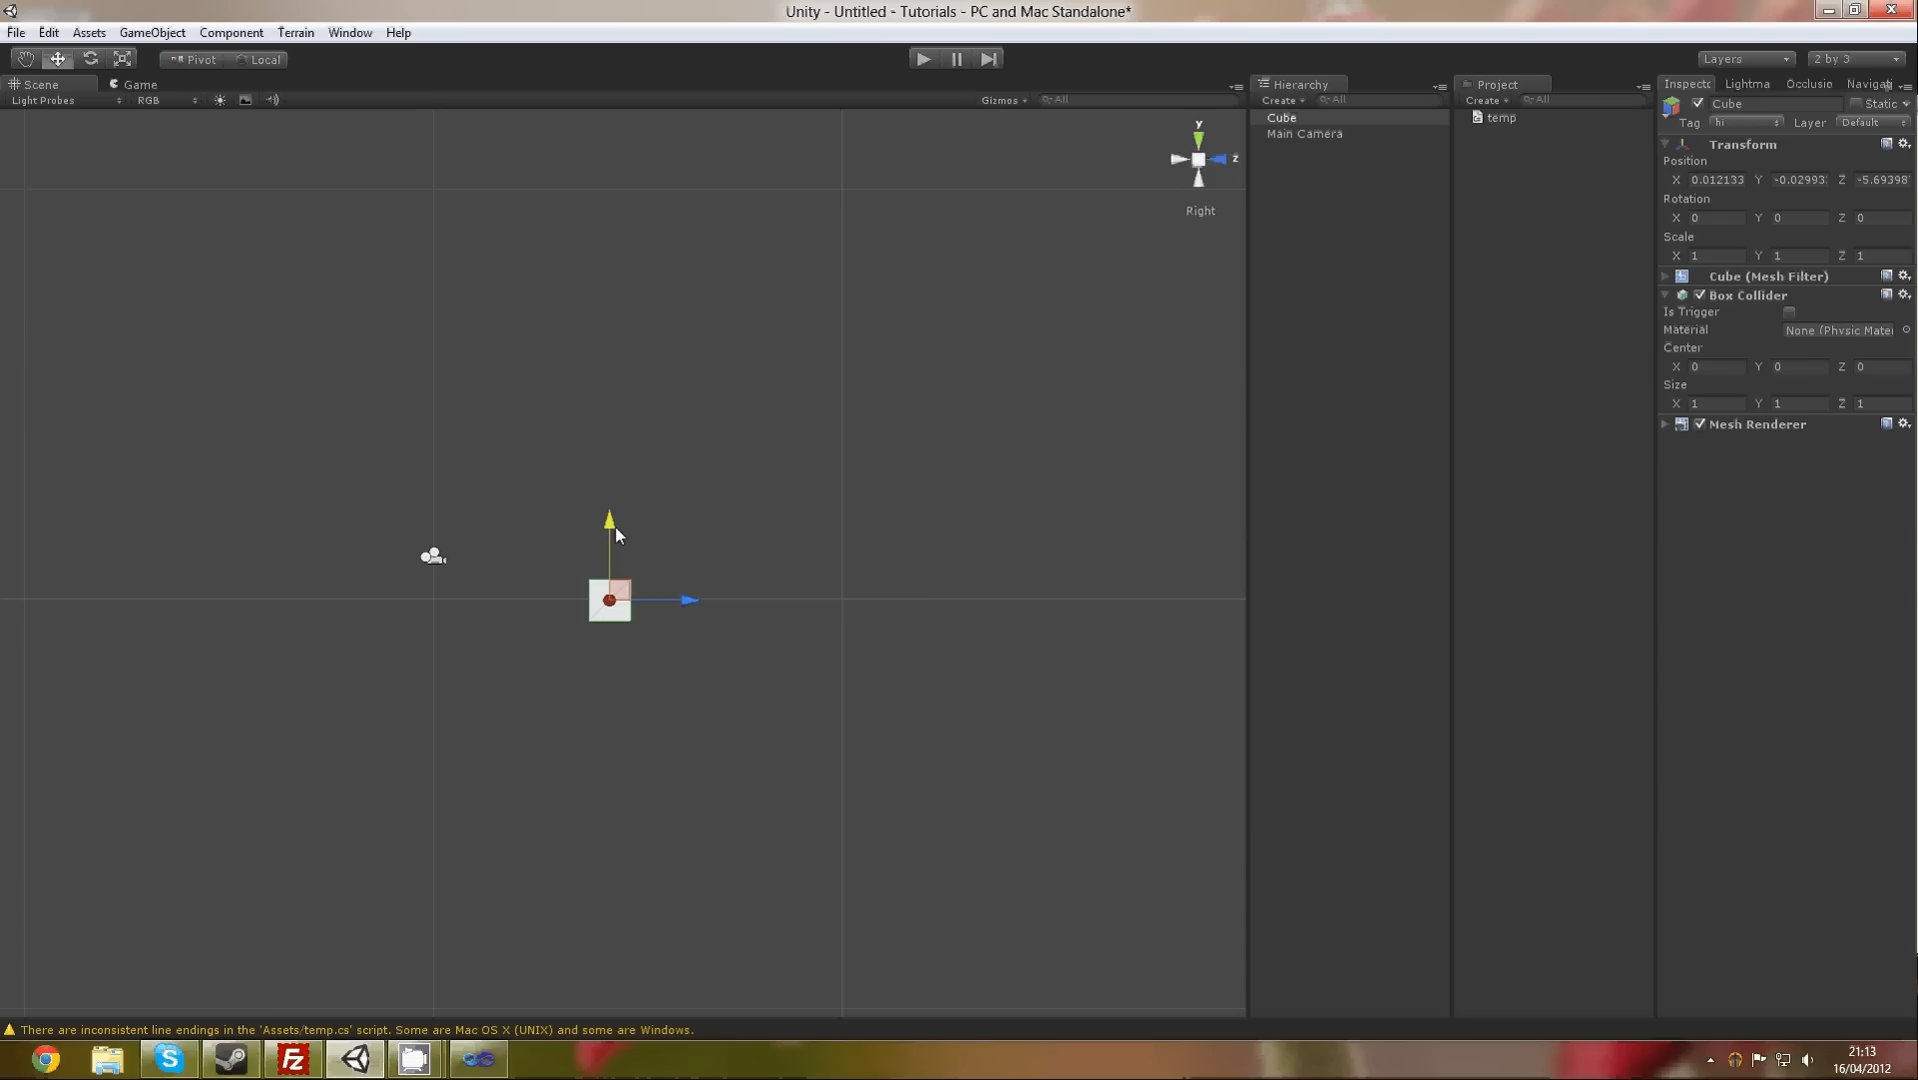 Unity - Untitled - Tutorials - PC and Mac Standalone*
File Edit Assets GameObject Component Terrain Window Help
Pivot Local Layers 2 by 3
Scene Game
Light Probes RGB Gizmos All
Hierarchy
Create All
Cube
Main Camera
Project
Create All
temp
Inspecto Lightma Occlusio Navigati
Cube Static
Tag hi Layer Default
Transform
Position
X 0.012133 Y -0.02993 Z -5.69398
Rotation
X 0 Y 0 Z 0
Scale
X 1 Y 1 Z 1
Cube (Mesh Filter)
Box Collider
Is Trigger
Material None (Physic Mater
Center
X 0 Y 0 Z 0
Size
X 1 Y 1 Z 1
Mesh Renderer
y
z
Right
There are inconsistent line endings in the 'Assets/temp.cs' script. Some are Mac OS X (UNIX) and some are Windows.
21:13
16/04/2012